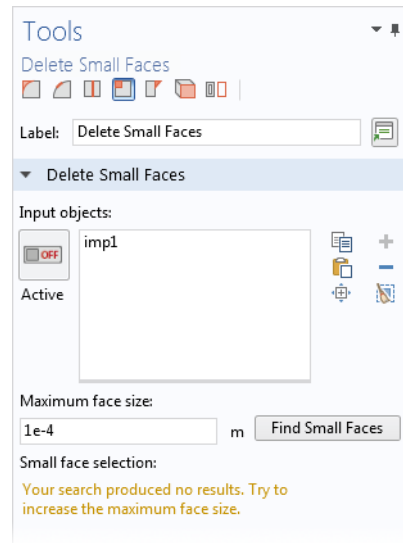 Tools
Delete Small Faces
Label: Delete Small Faces
Delete Small Faces
Input objects:
imp1
OFF
Active
Maximum face size:
1e-4 m Find Small Faces
Small face selection:
Your search produced no results. Try to
increase the maximum face size.